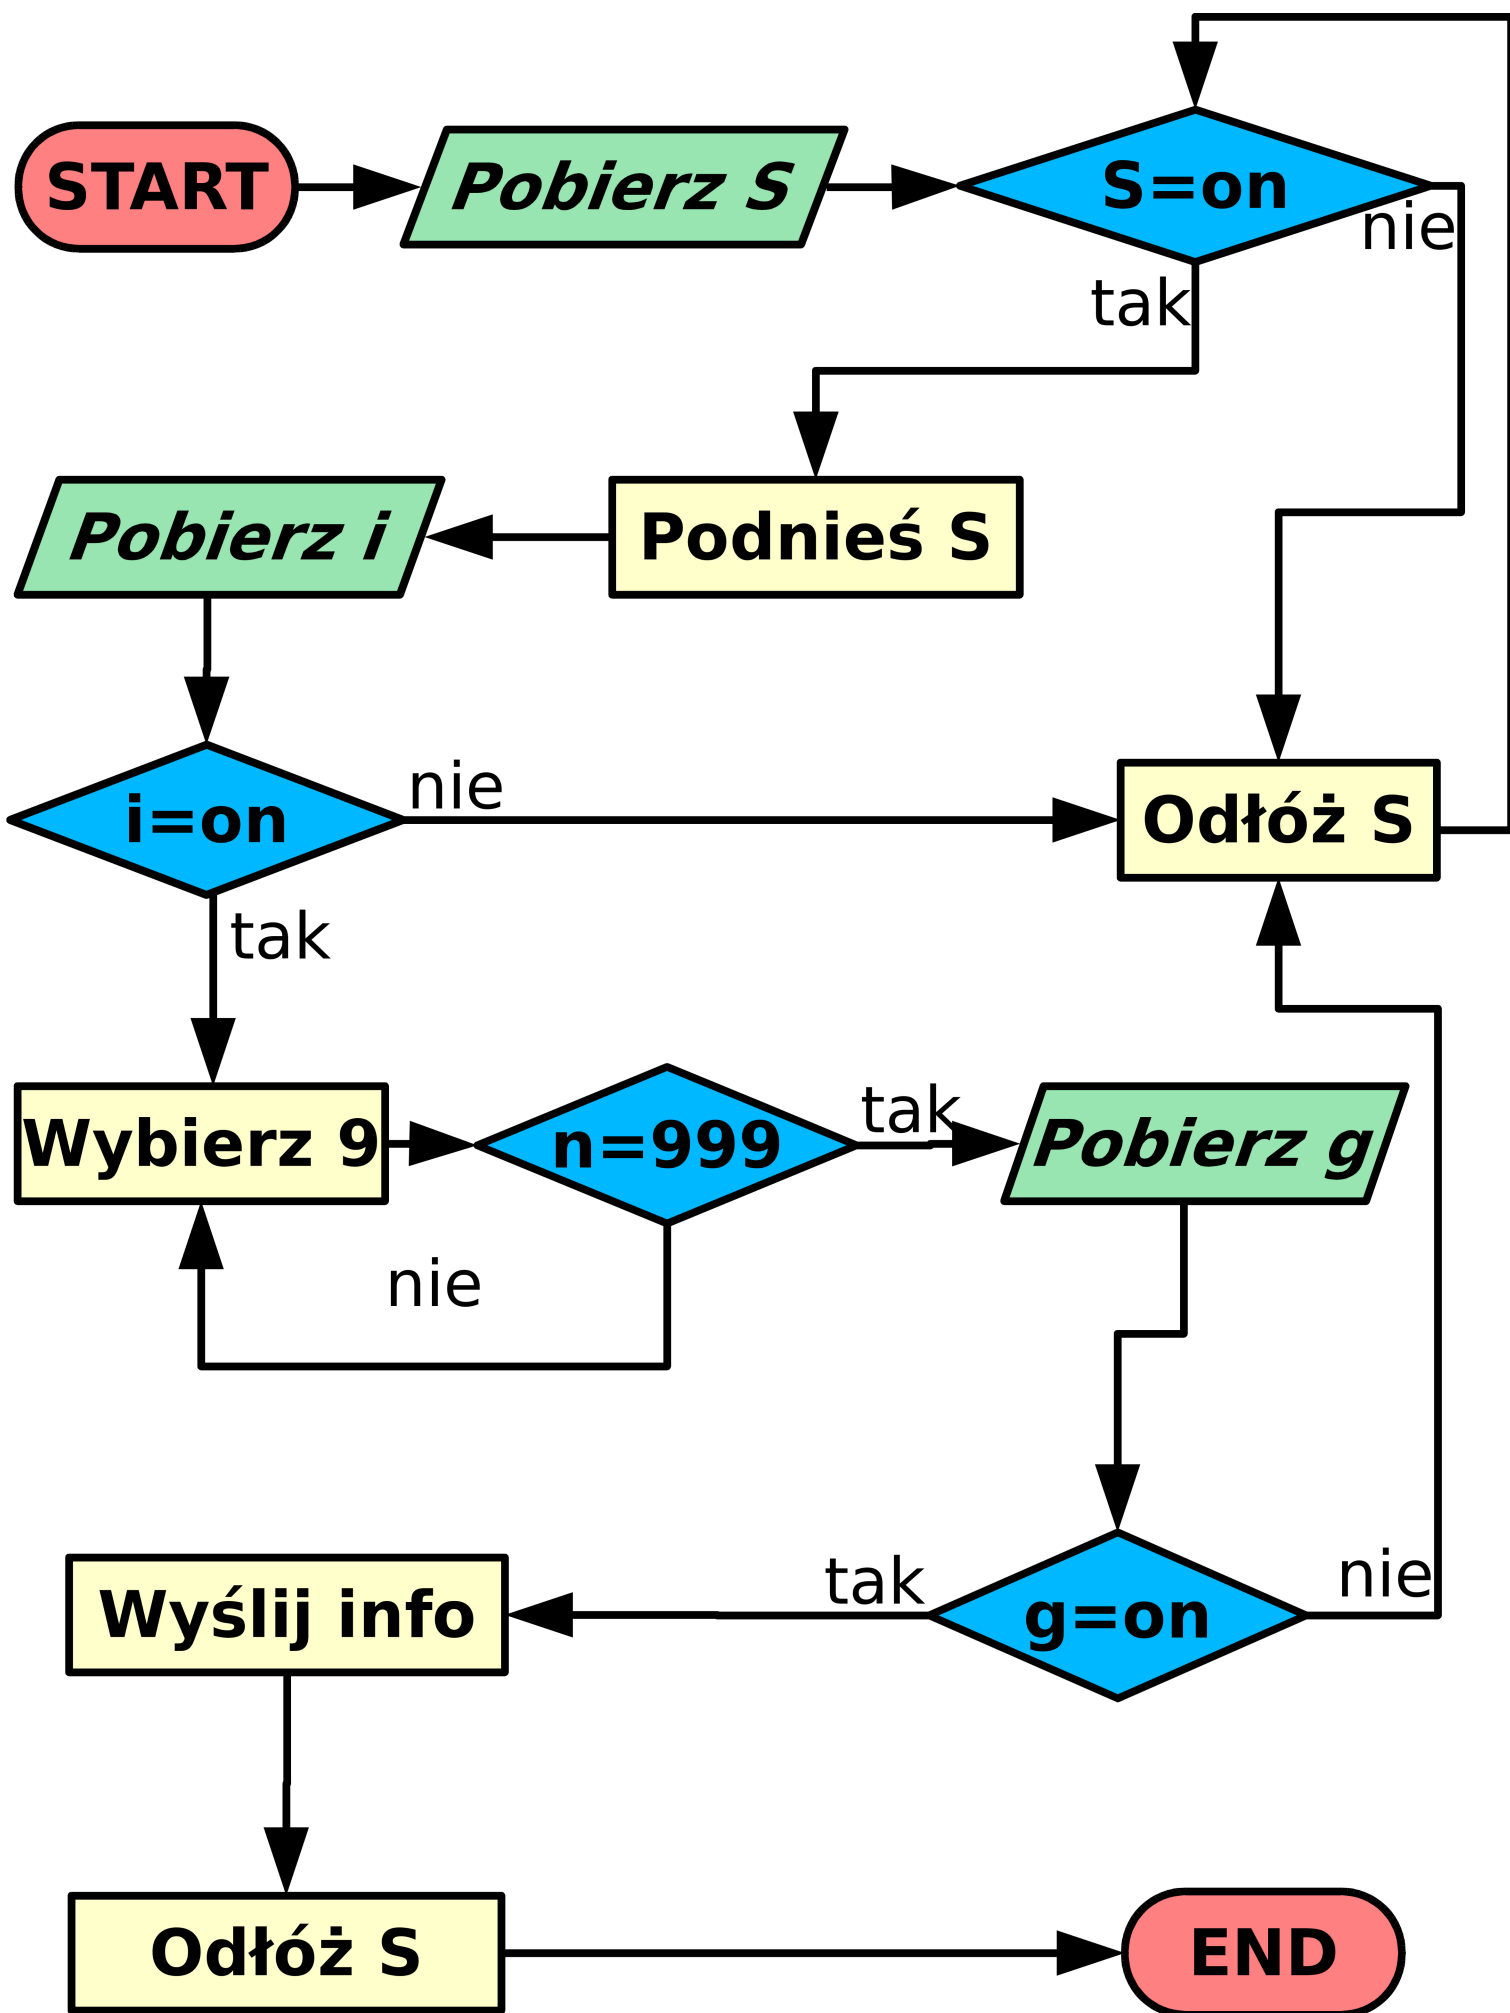 START
Pobierz S
S=on
nie
tak
Pobierz i
Podnieś S
i=on
nie
Odłóż S
tak
Wybierz 9
n=999
tak
Pobierz g
nie
Wyślij info
tak
g=on
nie
Odłóż S
END